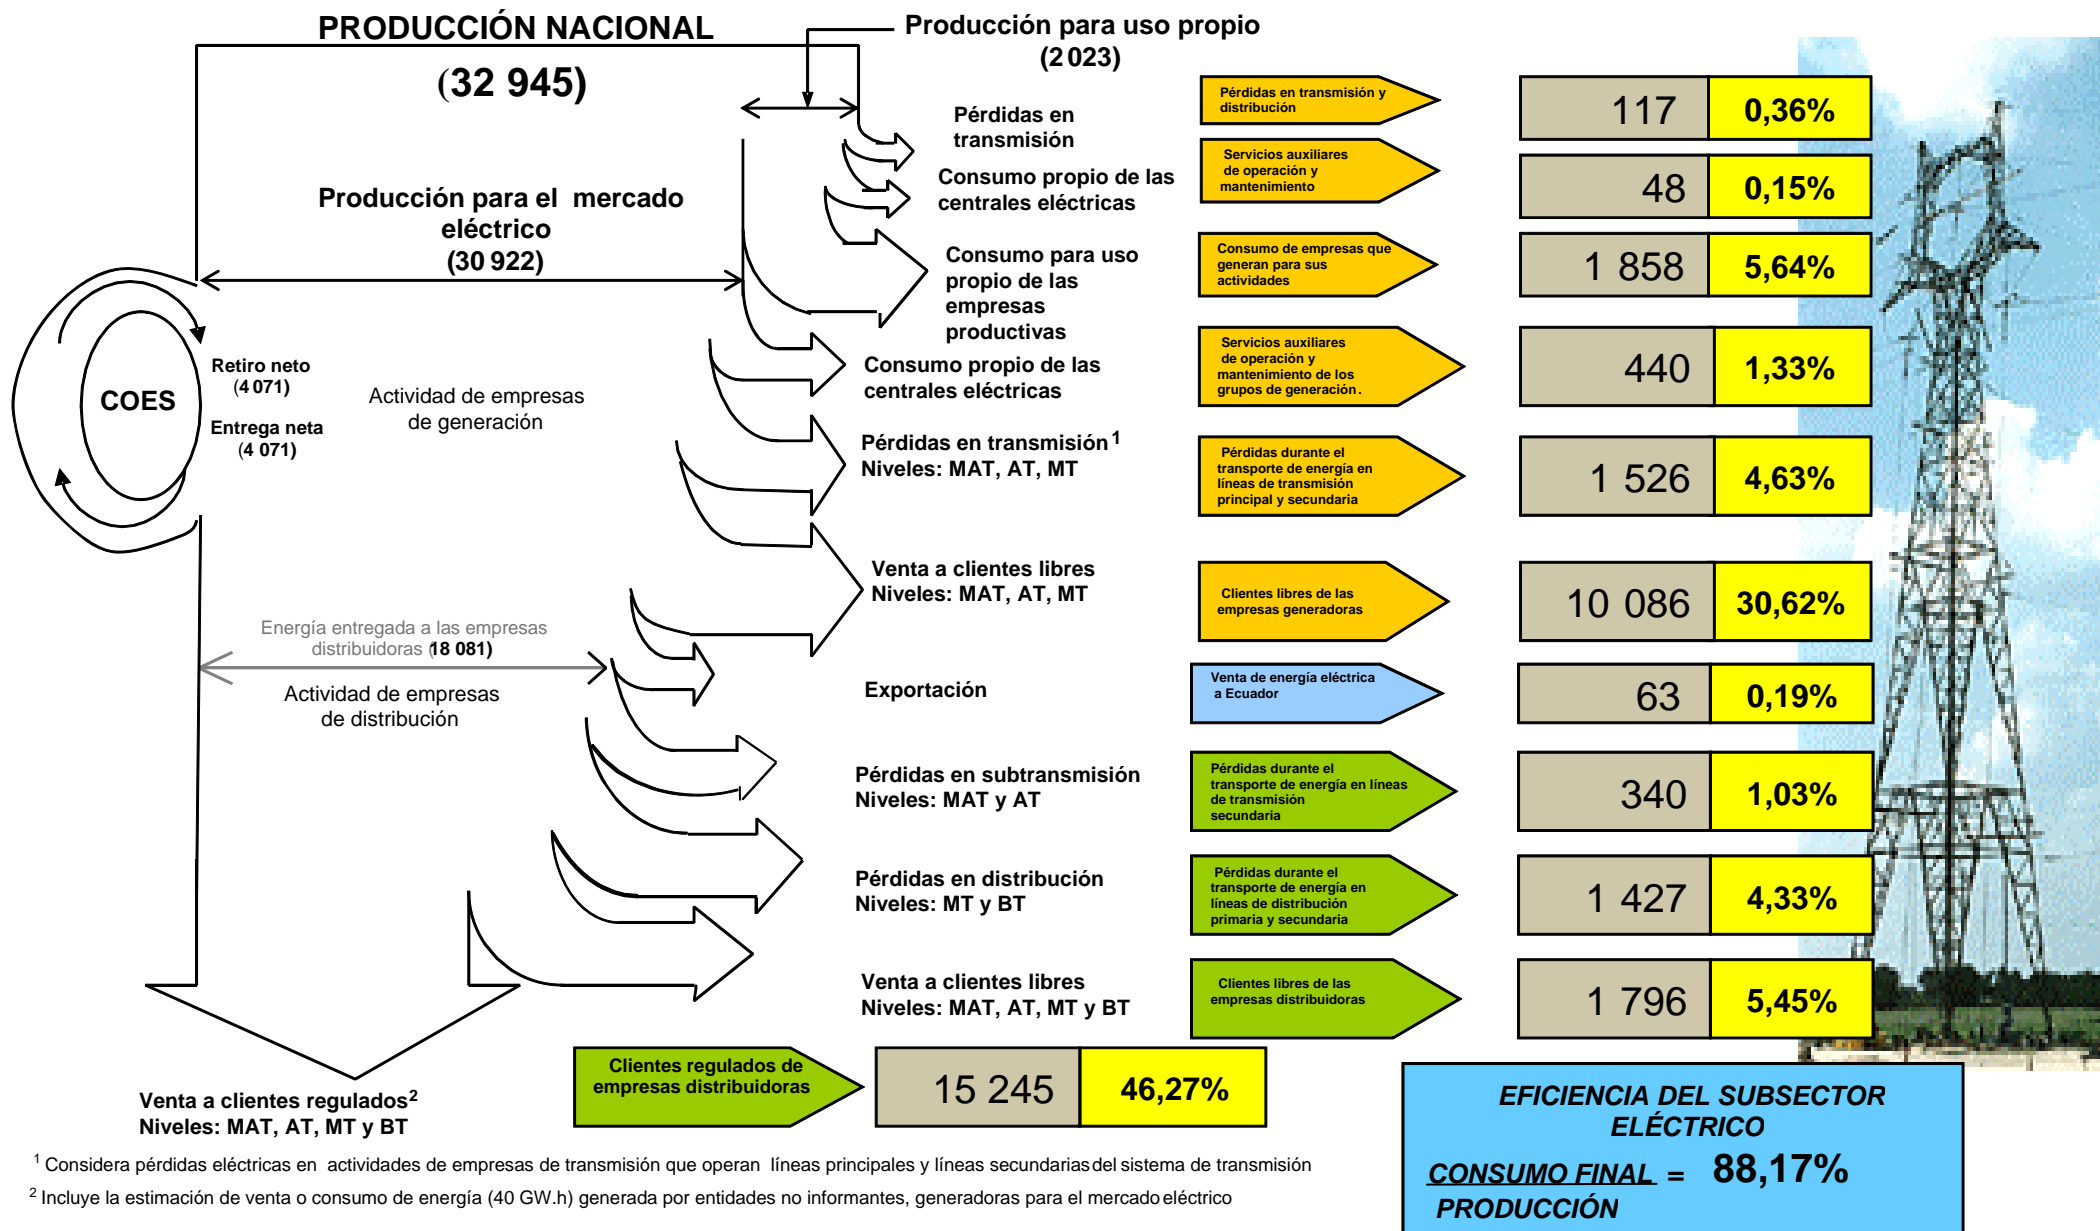 PRODUCCIÓN NACIONAL
(32 945)
Producción para uso propio
(2 023)
Producción para el mercado
eléctrico
(30 922)
COES
Retiro neto
(4 071)
Entrega neta
(4 071)
Actividad de empresas
de generación
Energía entregada a las empresas
distribuidoras (18 081)
Actividad de empresas
de distribución
Pérdidas en
transmisión
Pérdidas en transmisión y
distribución
117
0,36%
Consumo propio de las
centrales eléctricas
Servicios auxiliares
de operación y
mantenimiento
48
0,15%
Consumo para uso
propio de las
empresas
productivas
Consumo de empresas que
generan para sus
actividades
1 858
5,64%
Consumo propio de las
centrales eléctricas
Servicios auxiliares
de operación y
mantenimiento de los
grupos de generación.
440
1,33%
Pérdidas en transmisión1
Niveles: MAT, AT, MT
Pérdidas durante el
transporte de energía en
líneas de transmisión
principal y secundaria
1 526
4,63%
Venta a clientes libres
Niveles: MAT, AT, MT
Clientes libres de las
empresas generadoras
10 086
30,62%
Exportación
Venta de energía eléctrica
a Ecuador
63
0,19%
Pérdidas en subtransmisión
Niveles: MAT y AT
Pérdidas durante el
transporte de energía en líneas
de transmisión
secundaria
340
1,03%
Pérdidas en distribución
Niveles: MT y BT
Pérdidas durante el
transporte de energía en
líneas de distribución
primaria y secundaria
1 427
4,33%
Venta a clientes libres
Niveles: MAT, AT, MT y BT
Clientes libres de las
empresas distribuidoras
1 796
5,45%
Venta a clientes regulados2
Niveles: MAT, AT, MT y BT
Clientes regulados de
empresas distribuidoras
15 245
46,27%
EFICIENCIA DEL SUBSECTOR
ELÉCTRICO
CONSUMO FINAL = 88,17%
PRODUCCIÓN
1 Considera pérdidas eléctricas en actividades de empresas de transmisión que operan líneas principales y líneas secundarias del sistema de transmisión
2 Incluye la estimación de venta o consumo de energía (40 GW.h) generada por entidades no informantes, generadoras para el mercado eléctrico